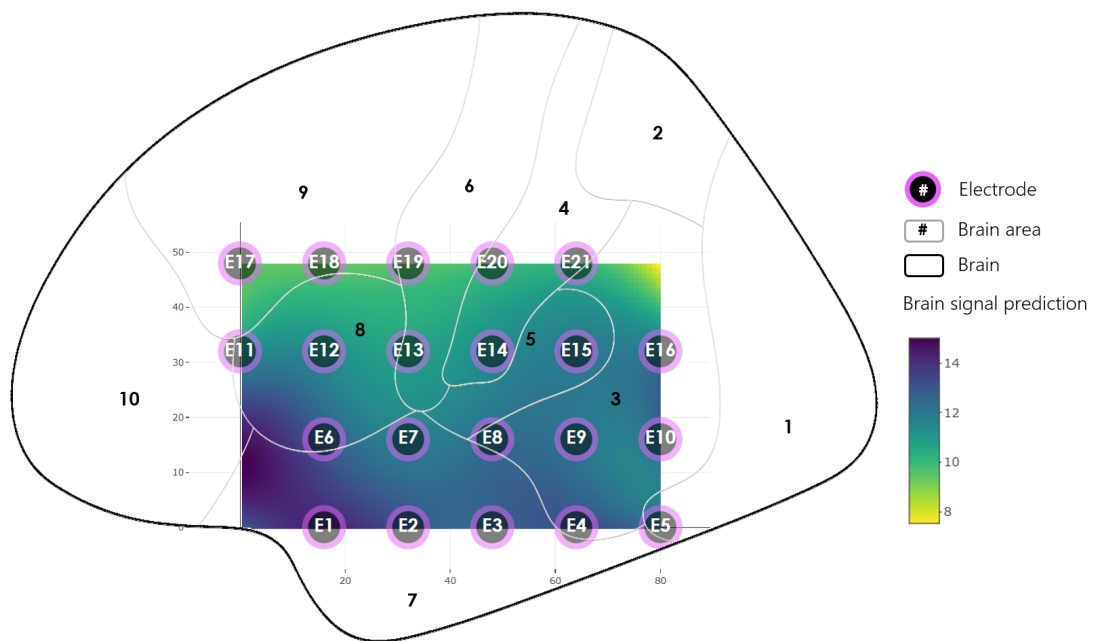 2
9
6
4
# Electrode
# Brain area
Brain
Brain signal prediction
50
E17
E18
E19
E20
E21
40
8
5
30
E11
E12
E13
E14
E15
E16
14
10
3
1
20
E6
E7
E8
E9
E10
12
10
10
0
E1
E2
E3
E4
E5
8
20
40
60
80
7